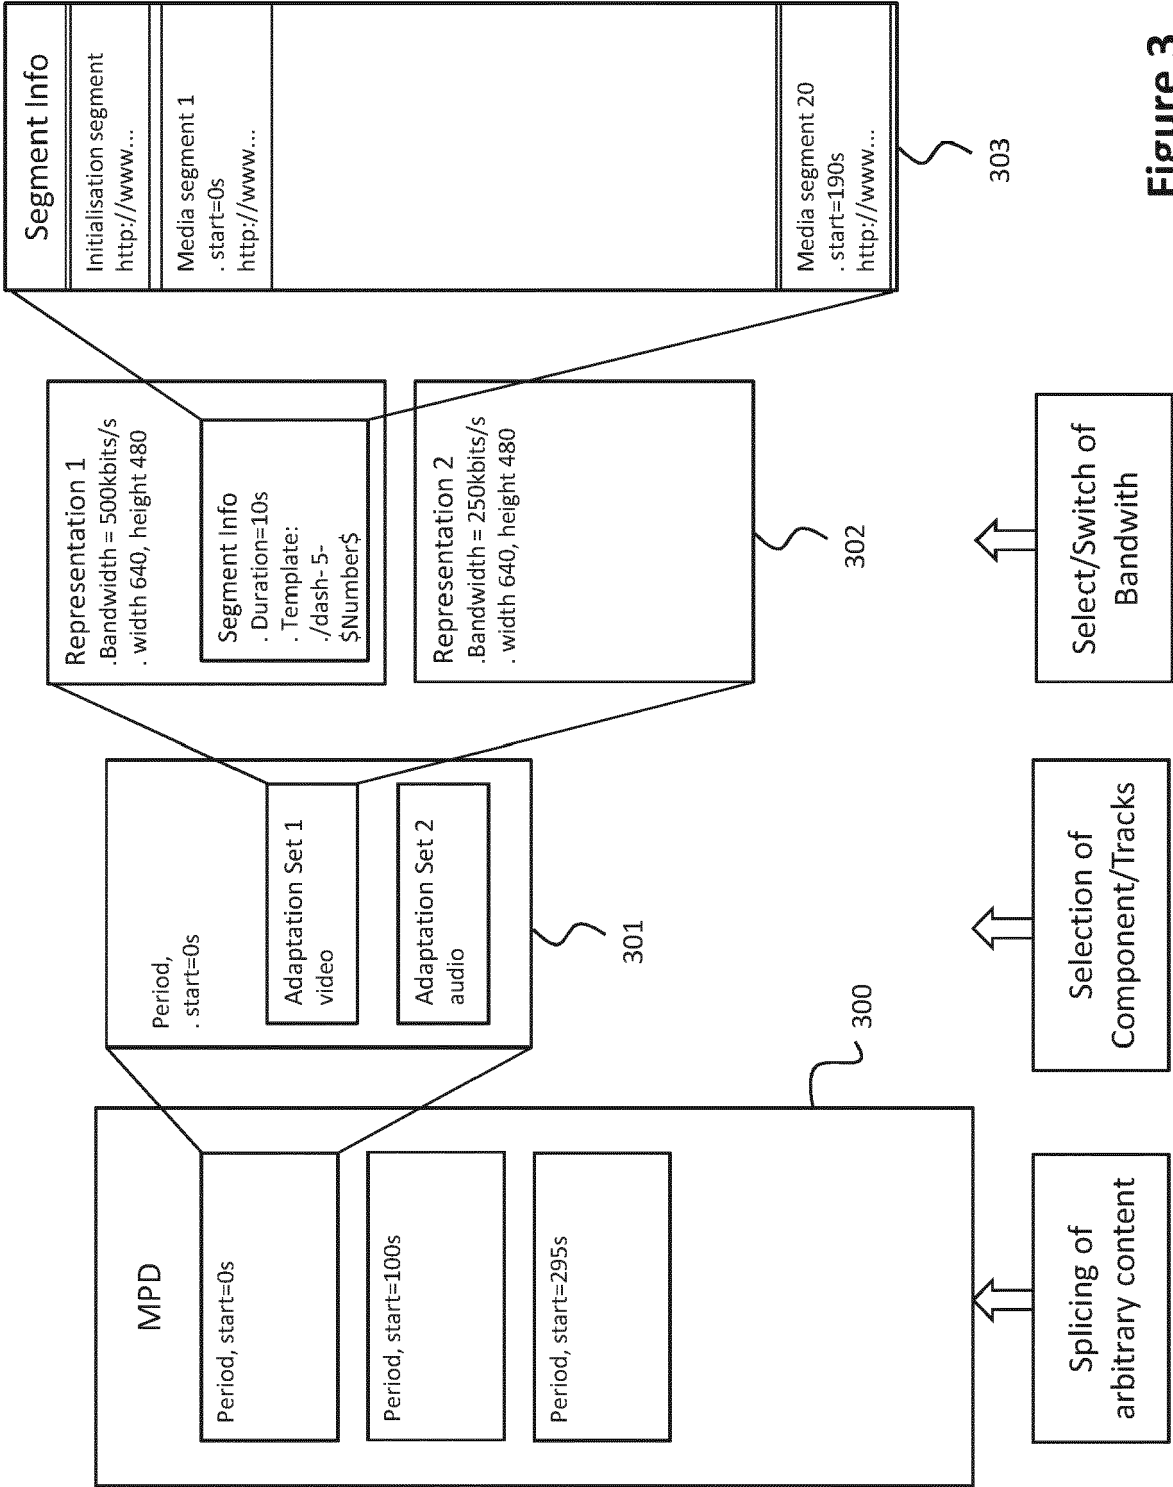 MPD
Period, start=0s
Period, start=100s
Period, start=295s
300
Period,
. start=0s
Adaptation Set 1
video
Adaptation Set 2
audio
301
Representation 1
.Bandwidth = 500kbits/s
. width 640, height 480
Segment Info
. Duration=10s
. Template:
./dash- 5-
$Number$
Representation 2
.Bandwidth = 250kbits/s
. width 640, height 480
302
Segment Info
Initialisation segment
http://www...
Media segment 1
. start=0s
http://www...
Media segment 20
. start=190s
http://www...
303
Splicing of
arbitrary content
Selection of
Component/Tracks
Select/Switch of
Bandwith
Figure 3